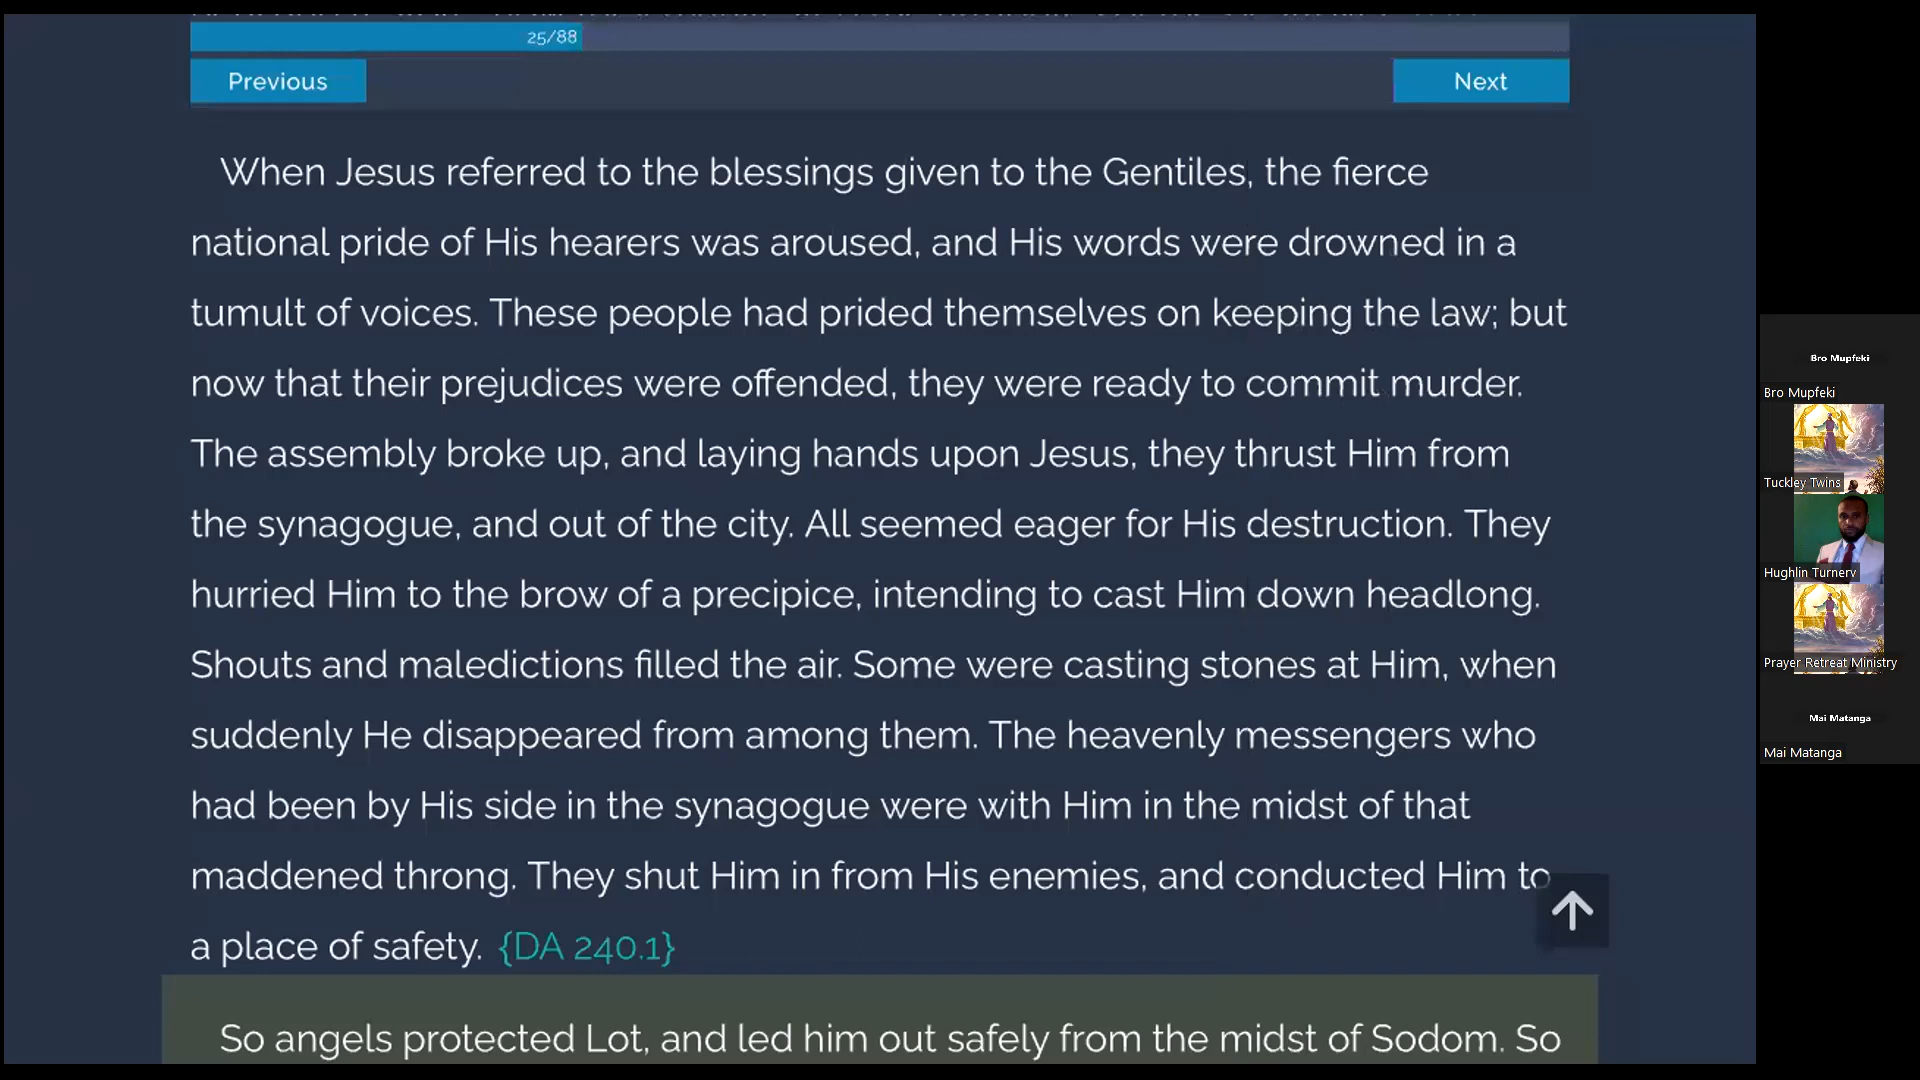 25/88
Previous
Next
When Jesus referred to the blessings given to the Gentiles, the fierce
national pride of His hearers was aroused, and His words were drowned in a
tumult of voices. These people had prided themselves on keeping the law; but
now that their prejudices were offended, they were ready to commit murder.
The assembly broke up, and laying hands upon Jesus, they thrust Him from
the synagogue, and out of the city. All seemed eager for His destruction. They
hurried Him to the brow of a precipice, intending to cast Him down headlong.
Shouts and maledictions filled the air. Some were casting stones at Him, when
suddenly He disappeared from among them. The heavenly messengers who
had been by His side in the synagogue were with Him in the midst of that
maddened throng. They shut Him in from His enemies, and conducted Him to
a place of safety. {DA 240.1}
So angels protected Lot, and led him out safely from the midst of Sodom. So
Bro Mupfeki
Bro Mupfeki
Tuckley Twins
Hughlin Turnerv
Prayer Retreat Ministry
Mai Matanga
Mai Matanga